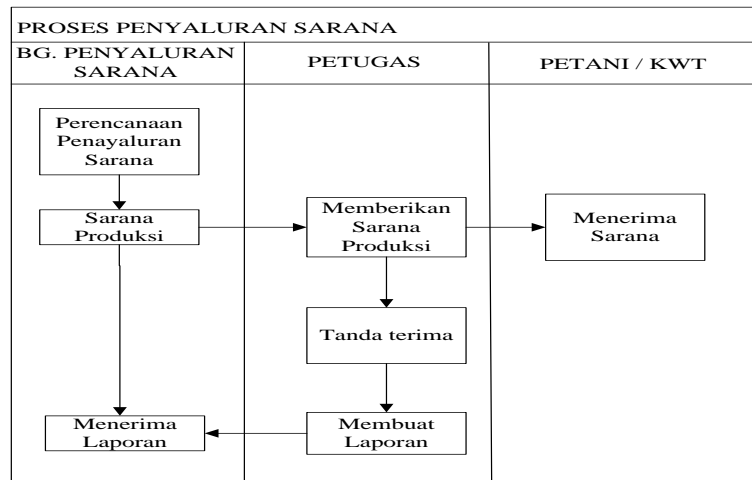 PROSES PENYALURAN SARANA
BG. PENYALURAN
SARANA
PETUGAS
PETANI / KWT
Perencanaan
Penayaluran
Sarana
Sarana
Produksi
Memberikan
Sarana
Produksi
Menerima
Sarana
Tanda terima
Menerima
Laporan
Membuat
Laporan